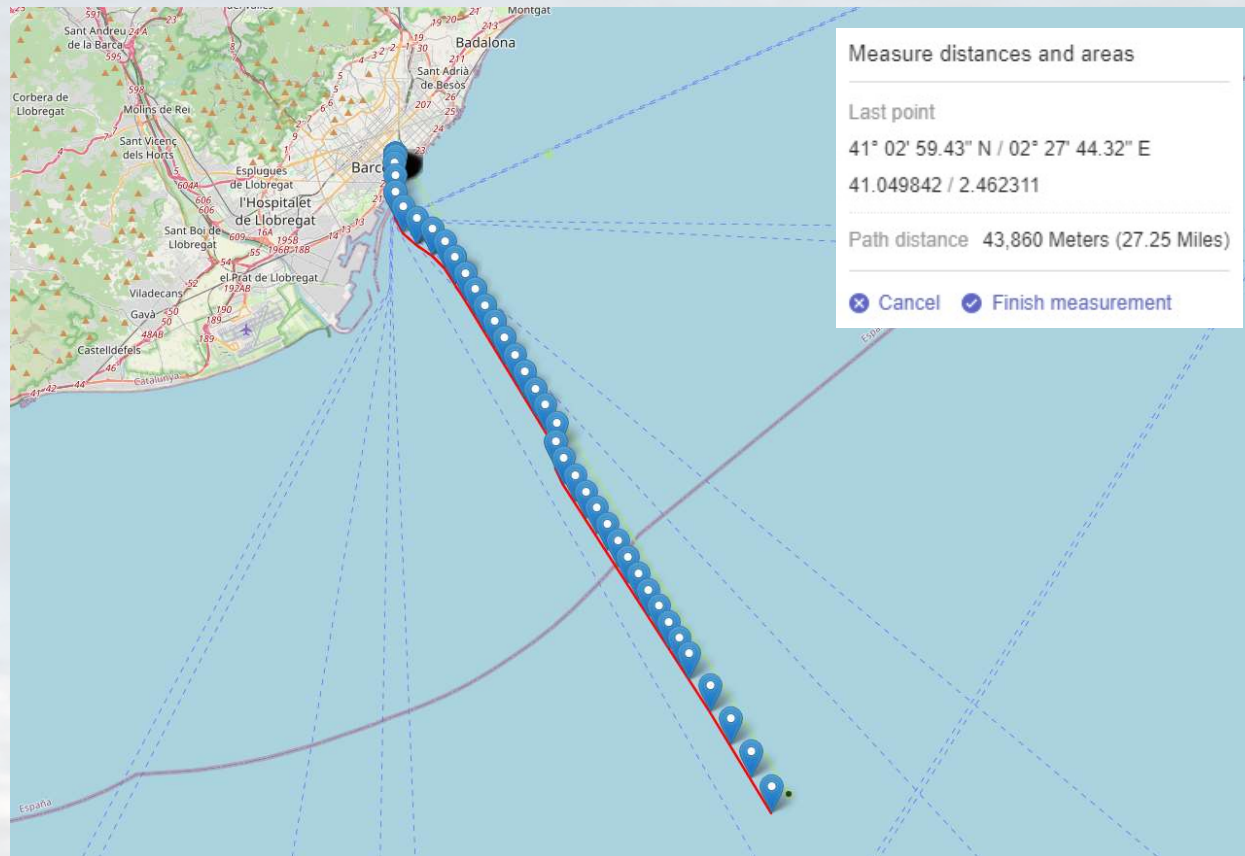 Montgat
Sant Andreu
de la Barca
Badalona
Sant Adrià
de Besòs
Corbera de
Llobregat
Molins de Rei
Sant Vicenç
dels Horts
Esplugues
de Llobregat
l'Hospitalet
de Llobregat
Sant Boi de
Llobregat
el Prat de Llobregat
Viladecans
Gavà
Castelldefels
Catalunya
España
Measure distances and areas
Last point
41° 02' 59.43" N / 02° 27' 44.32" E
41.049842 / 2.462311
Path distance 43,860 Meters (27.25 Miles)
Cancel Finish measurement